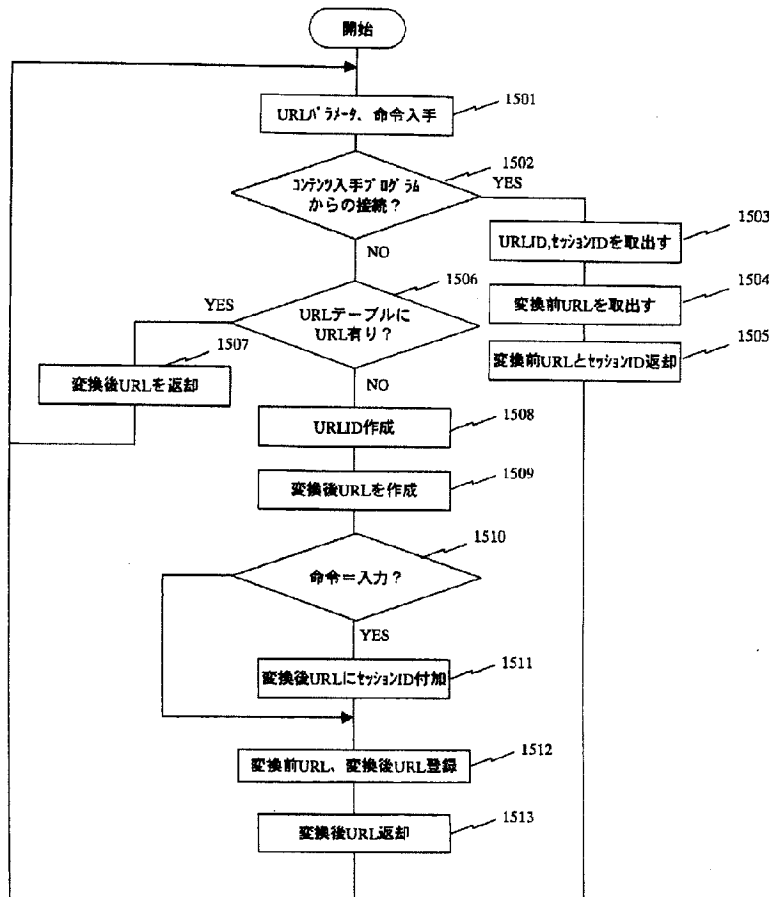 開始
URLパラメータ、命令入手
1501
コンテンツ入手プログラム
からの接続？
1502
YES
NO
URLID,セッションIDを取出す
1503
変換前URLを取出す
1504
変換前URLとセッションID返却
1505
URLテーブルに
URL有り？
1506
YES
NO
変換後URLを返却
1507
URLID作成
1508
変換後URLを作成
1509
命令＝入力？
1510
YES
変換後URLにセッションID付加
1511
変換前URL、変換後URL登録
1512
変換後URL返却
1513